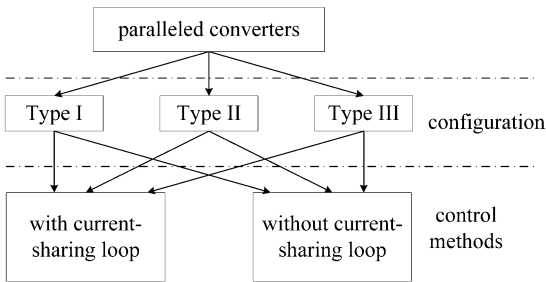 paralleled converters
Type I
Type II
Type III
configuration
with current-
sharing loop
without current-
sharing loop
control
methods